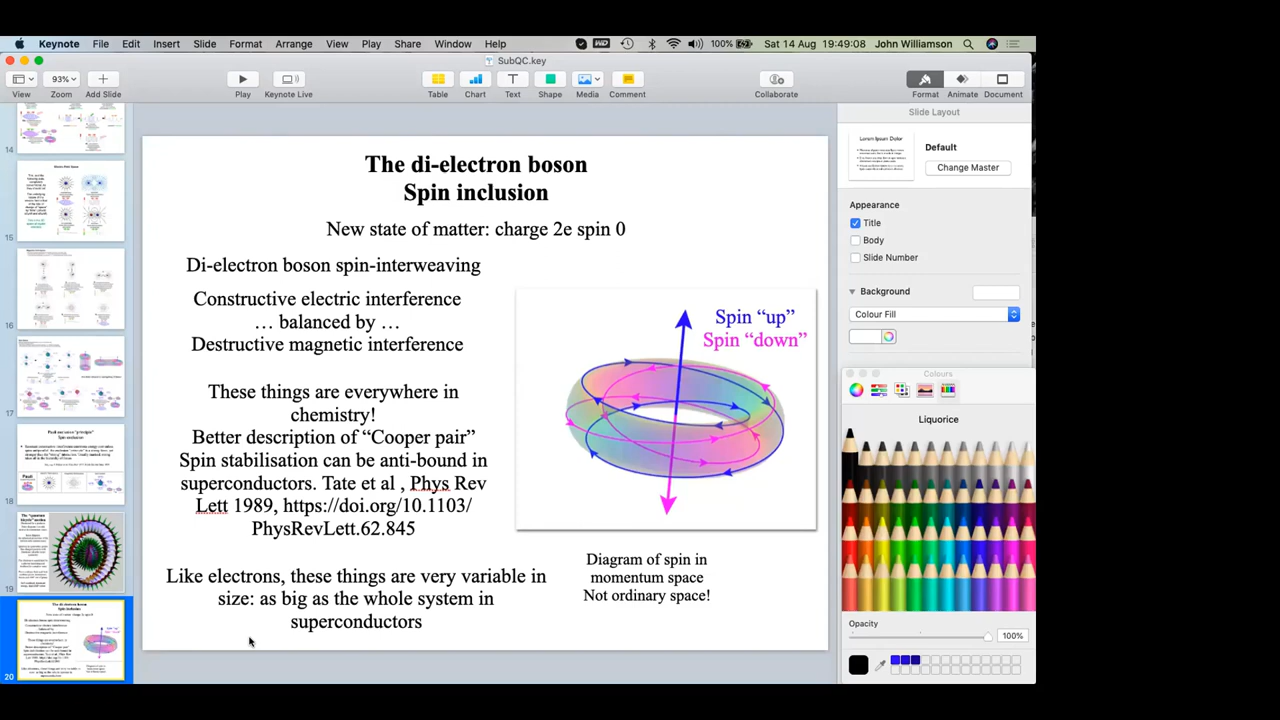 Keynote File Edit Insert Slide Format Arrange View Play Share Window Help 100% Sat 14 Aug 19:49:08 John Williamson
SubQC.key
93%
View Zoom Add Slide Play Keynote Live Table Chart Text Shape Media Comment Collaborate Format Animate Document
Slide Layout
Default
Change Master
Appearance
Title
Body
Slide Number
Background
Colour Fill
Colours
Liquorice
Opacity
100%
14
15
16
17
18
19
20
The di-electron boson
Spin inclusion
New state of matter: charge 2e spin 0
Di-electron boson spin-interweaving
Constructive electric interference
… balanced by …
Destructive magnetic interference
These things are everywhere in
chemistry!
Better description of “Cooper pair”
Spin stabilisation can be anti-bound in
superconductors. Tate et al , Phys Rev
Lett 1989, https://doi.org/10.1103/
PhysRevLett.62.845
Like electrons, these things are very variable in
size: as big as the whole system in
superconductors
Spin “up”
Spin “down”
Diagram of spin in
momentum space
Not ordinary space!